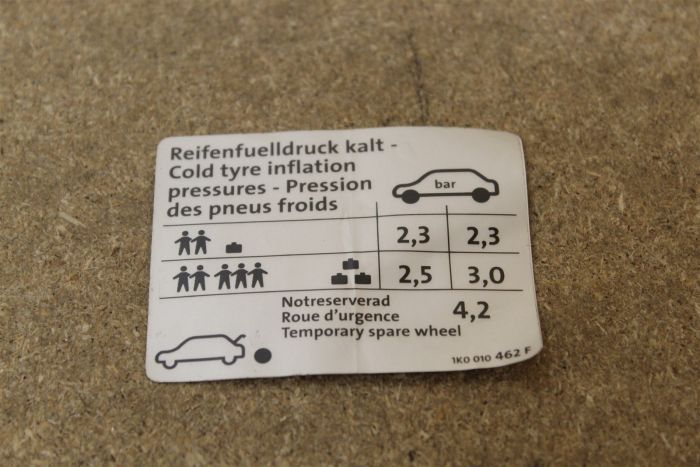 Reifenfuelldruck kalt -
Cold tyre inflation
pressures - Pression
des pneus froids
bar
2,3 2,3
2,5 3,0
Notreserverad
Roue d'urgence
Temporary spare wheel
4,2
1K0 010 462 F